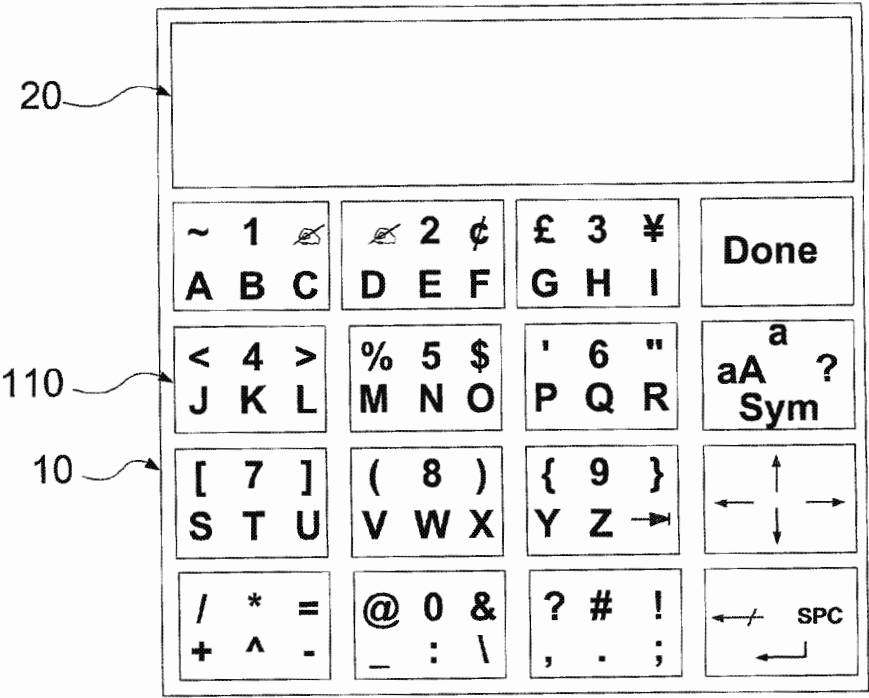 20
~ 1 ✍ ✍ 2 ¢ £ 3 ¥ Done
A B C D E F G H I
110
< 4 > % 5 $ ' 6 " a
J K L M N O P Q R aA ?
Sym
10
[ 7 ] ( 8 ) { 9 } ↑
S T U V W X Y Z →| ← →
↓
/ * = @ 0 & ? # ! ← SPC
+ ^ - _ : \ , . ; ↵